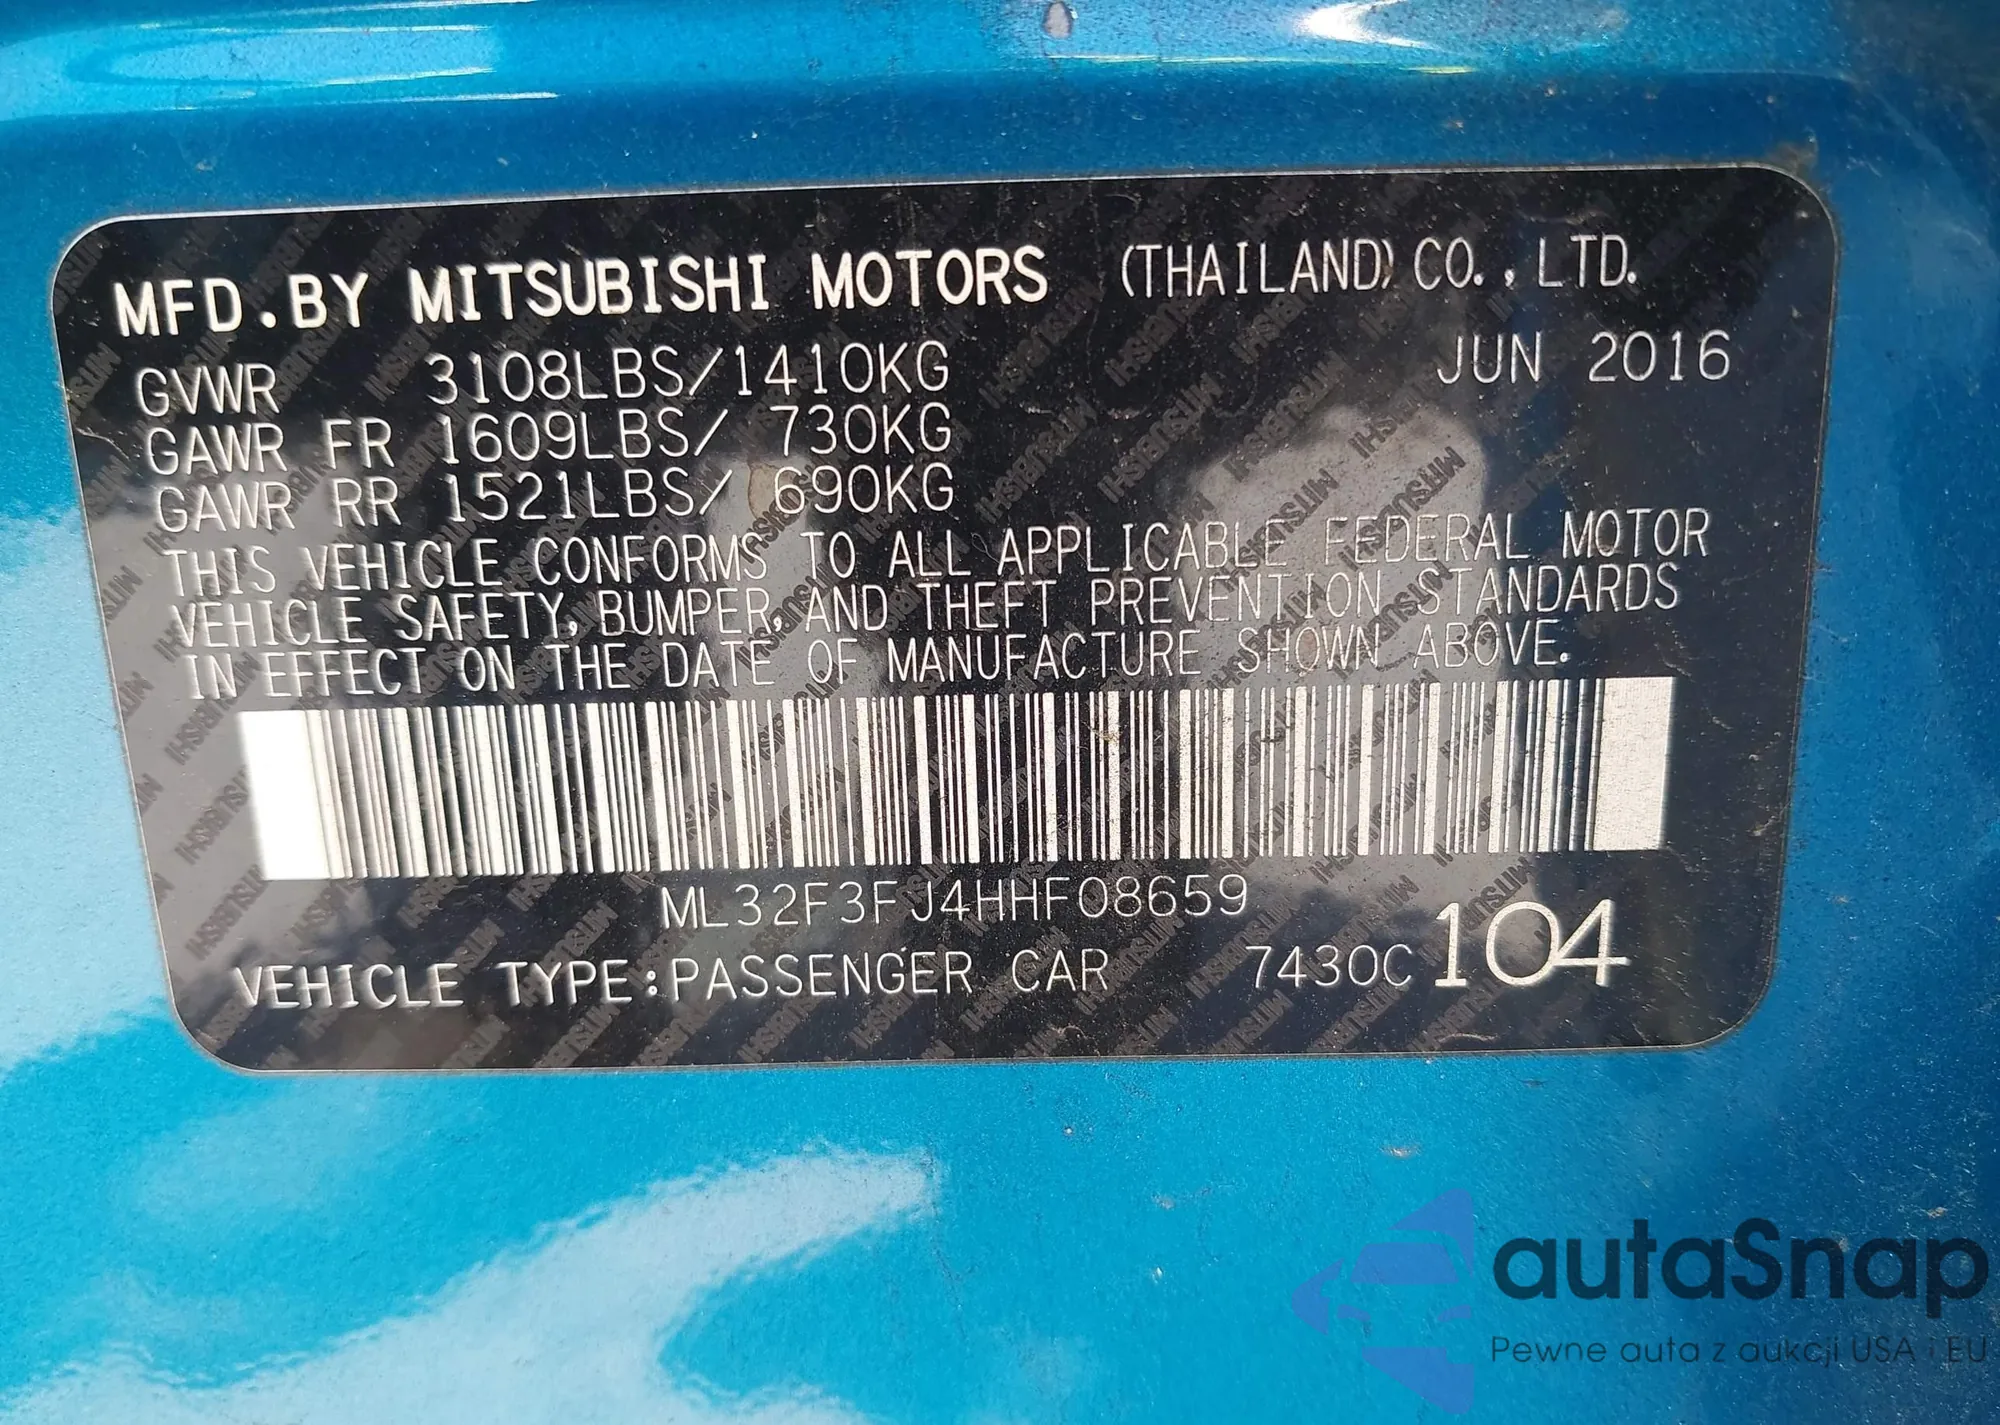 MFD.BY MITSUBISHI MOTORS (THAILAND) CO.,LTD.
GVWR 3108LBS/1410KG JUN 2016
GAWR FR 1609LBS/ 730KG
GAWR RR 1521LBS/ 690KG
THIS VEHICLE CONFORMS TO ALL APPLICABLE FEDERAL MOTOR
VEHICLE SAFETY, BUMPER, AND THEFT PREVENTION STANDARDS
IN EFFECT ON THE DATE OF MANUFACTURE SHOWN ABOVE.
ML32F3FJ4HHF08659
VEHICLE TYPE:PASSENGER CAR 7430C 104
autaSnap
Pewne auta z aukcji USA i EU